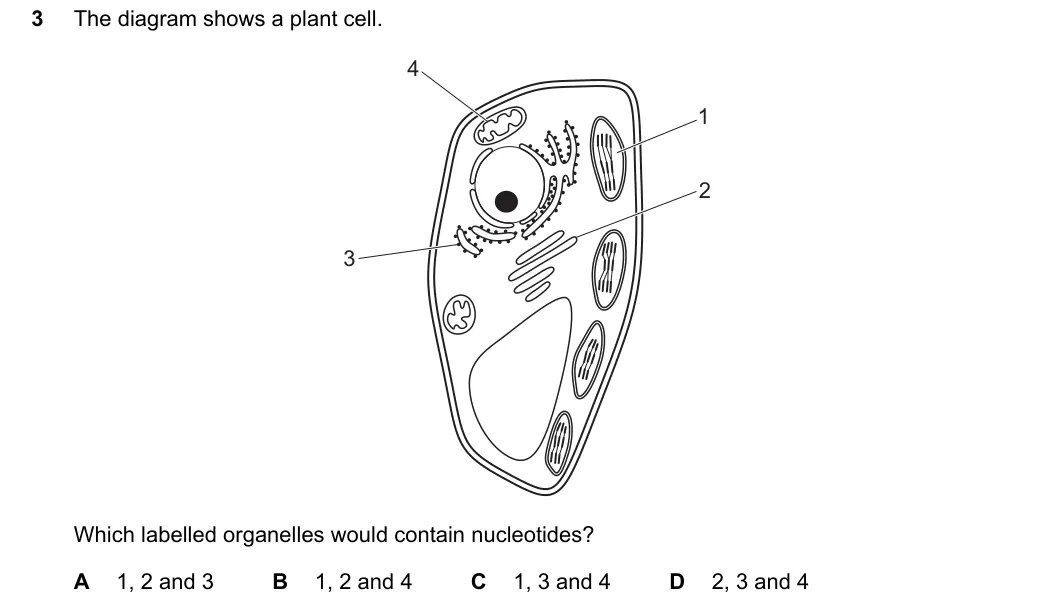 3 The diagram shows a plant cell.
4
1
2
3
Which labelled organelles would contain nucleotides?
A 1, 2 and 3 B 1, 2 and 4 C 1, 3 and 4 D 2, 3 and 4